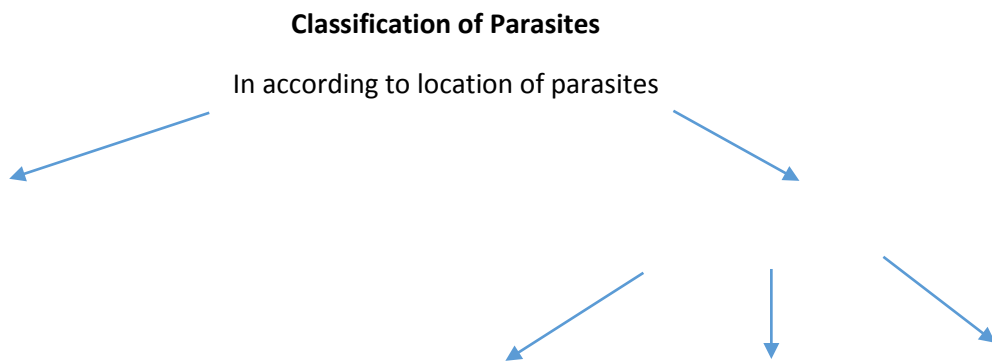 Classification of Parasites
In according to location of parasites